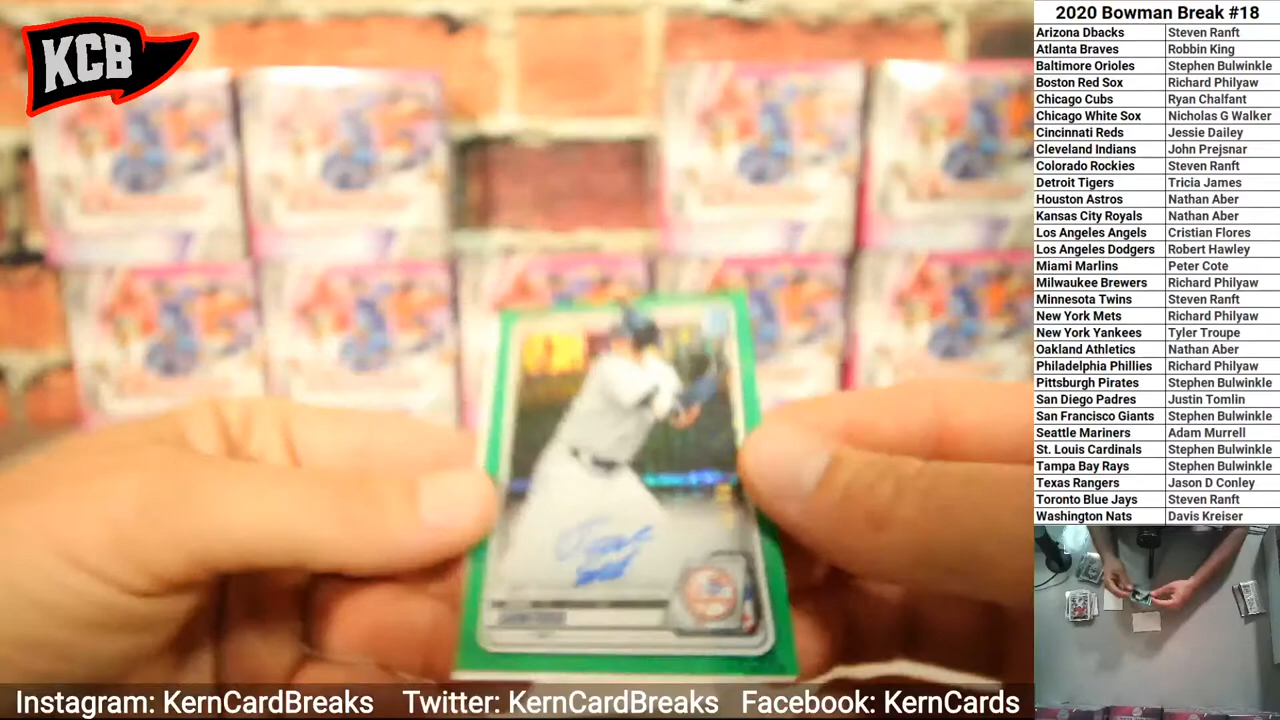 KCB
2020 Bowman Break #18
Arizona Dbacks Steven Ranft
Atlanta Braves Robbin King
Baltimore Orioles Stephen Bulwinkle
Boston Red Sox Richard Philyaw
Chicago Cubs Ryan Chalfant
Chicago White Sox Nicholas G Walker
Cincinnati Reds Jessie Dailey
Cleveland Indians John Prejsnar
Colorado Rockies Steven Ranft
Detroit Tigers Tricia James
Houston Astros Nathan Aber
Kansas City Royals Nathan Aber
Los Angeles Angels Cristian Flores
Los Angeles Dodgers Robert Hawley
Miami Marlins Peter Cote
Milwaukee Brewers Richard Philyaw
Minnesota Twins Steven Ranft
New York Mets Richard Philyaw
New York Yankees Tyler Troupe
Oakland Athletics Nathan Aber
Philadelphia Phillies Richard Philyaw
Pittsburgh Pirates Stephen Bulwinkle
San Diego Padres Justin Tomlin
San Francisco Giants Stephen Bulwinkle
Seattle Mariners Adam Murrell
St. Louis Cardinals Stephen Bulwinkle
Tampa Bay Rays Stephen Bulwinkle
Texas Rangers Jason D Conley
Toronto Blue Jays Steven Ranft
Washington Nats Davis Kreiser
Instagram: KernCardBreaks Twitter: KernCardBreaks Facebook: KernCards